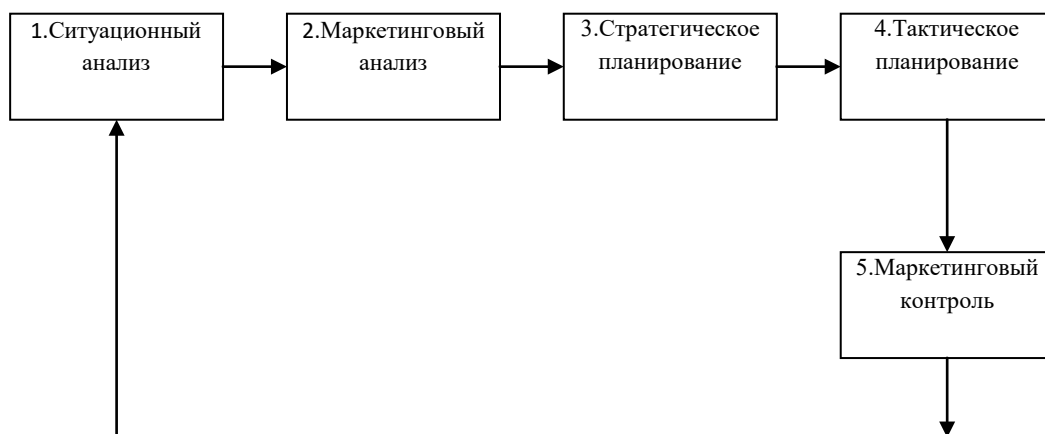 1.Ситуационный
анализ
2.Маркетинговый
анализ
3.Стратегическое
планирование
4.Тактическое
планирование
5.Маркетинговый
контроль